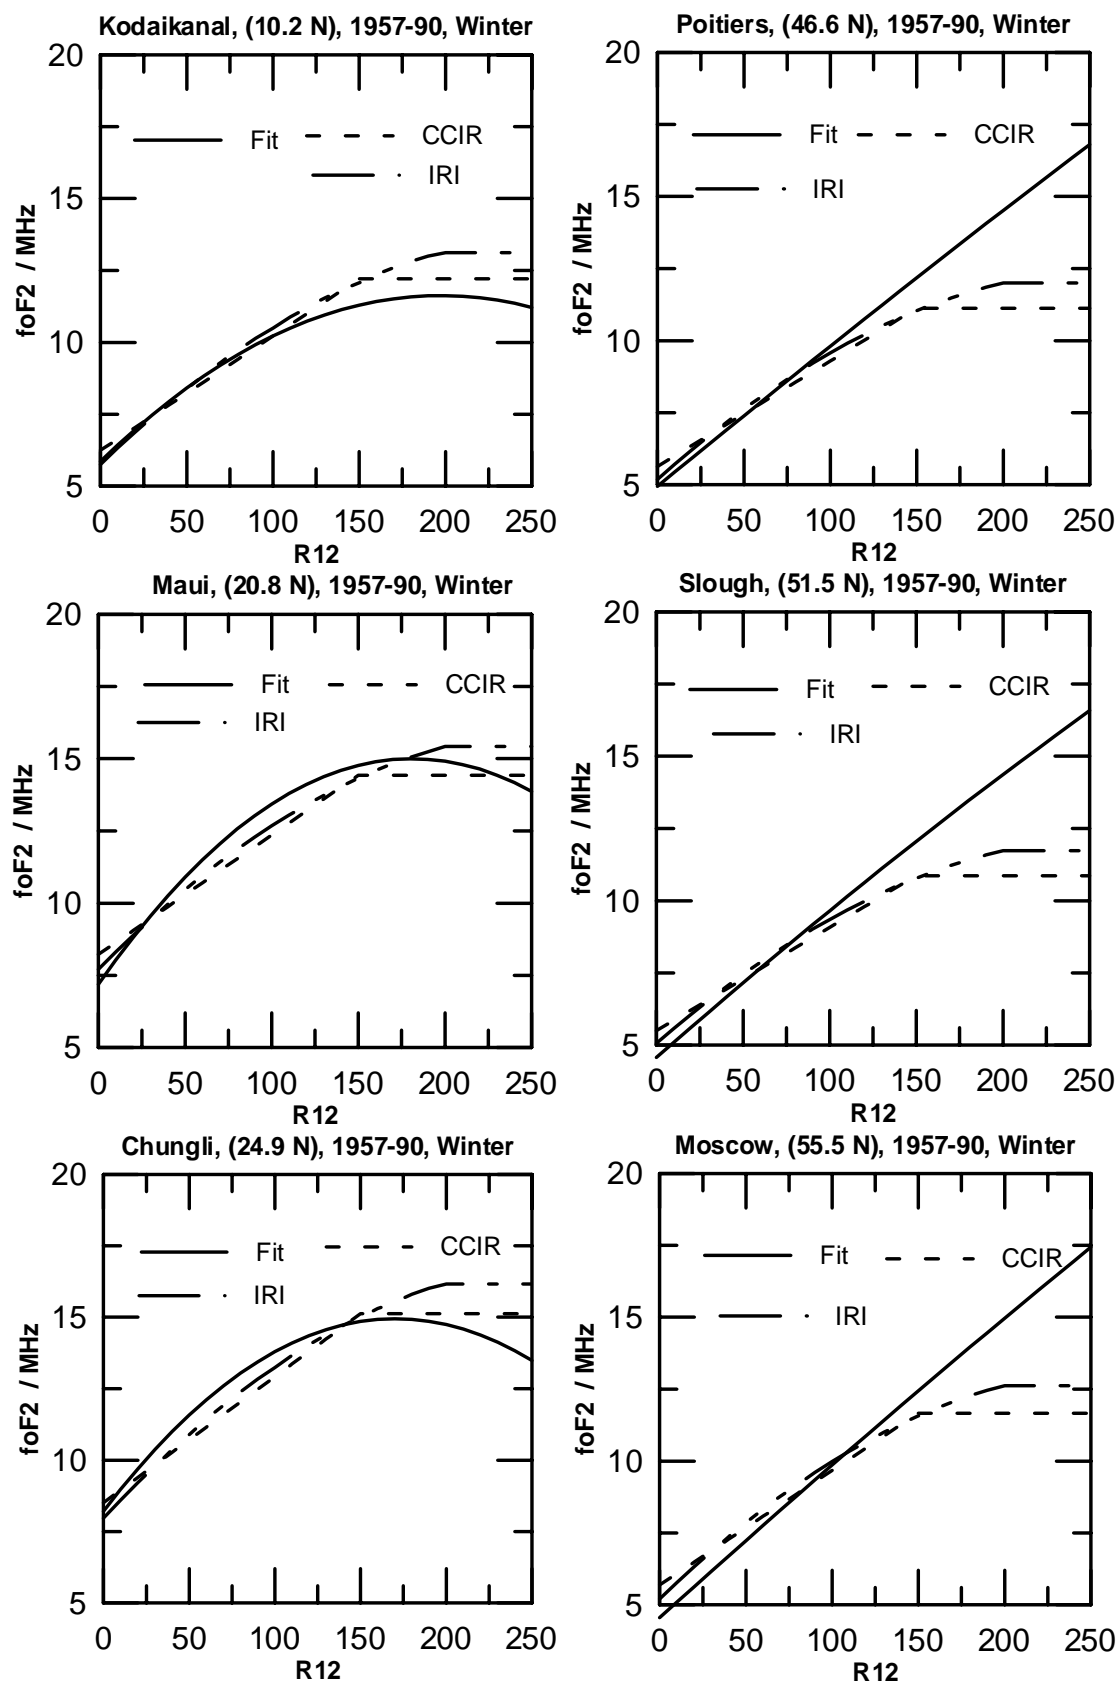 Kodaikanal, (10.2 N), 1957-90, Winter
20
15
10
5
foF2 / MHz
Fit
CCIR
IRI
0 50 100 150 200 250
R12
Poitiers, (46.6 N), 1957-90, Winter
20
15
10
5
foF2 / MHz
Fit
CCIR
IRI
0 50 100 150 200 250
R12
Maui, (20.8 N), 1957-90, Winter
20
15
10
5
foF2 / MHz
Fit
CCIR
IRI
0 50 100 150 200 250
R12
Slough, (51.5 N), 1957-90, Winter
20
15
10
5
foF2 / MHz
Fit
CCIR
IRI
0 50 100 150 200 250
R12
Chungli, (24.9 N), 1957-90, Winter
20
15
10
5
foF2 / MHz
Fit
CCIR
IRI
0 50 100 150 200 250
R12
Moscow, (55.5 N), 1957-90, Winter
20
15
10
5
foF2 / MHz
Fit
CCIR
IRI
0 50 100 150 200 250
R12